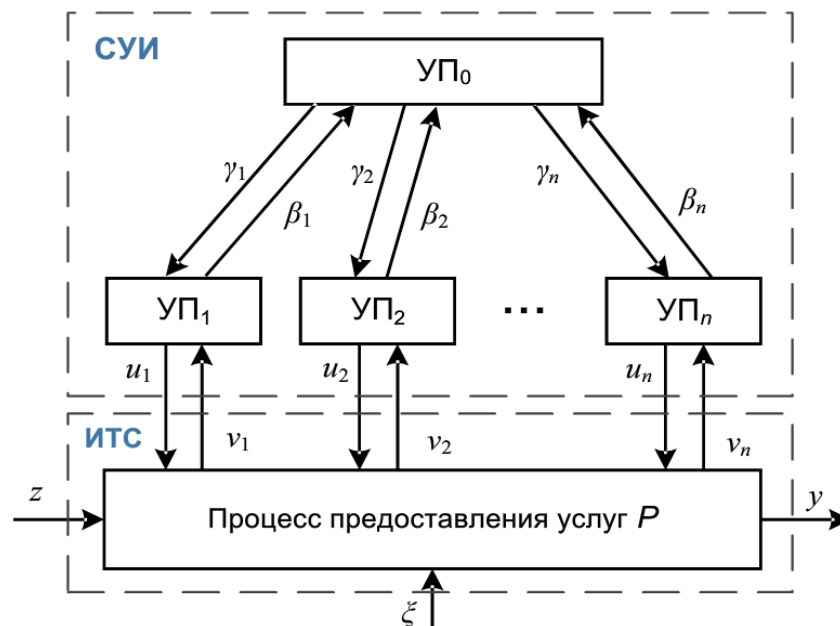 СУИ
УП₀
γ₁ β₁ γ₂ β₂ γₙ βₙ
УП₁ УП₂ ... УПₙ
u₁ v₁ u₂ v₂ uₙ vₙ
ИТС
z Процесс предоставления услуг P y
ξ